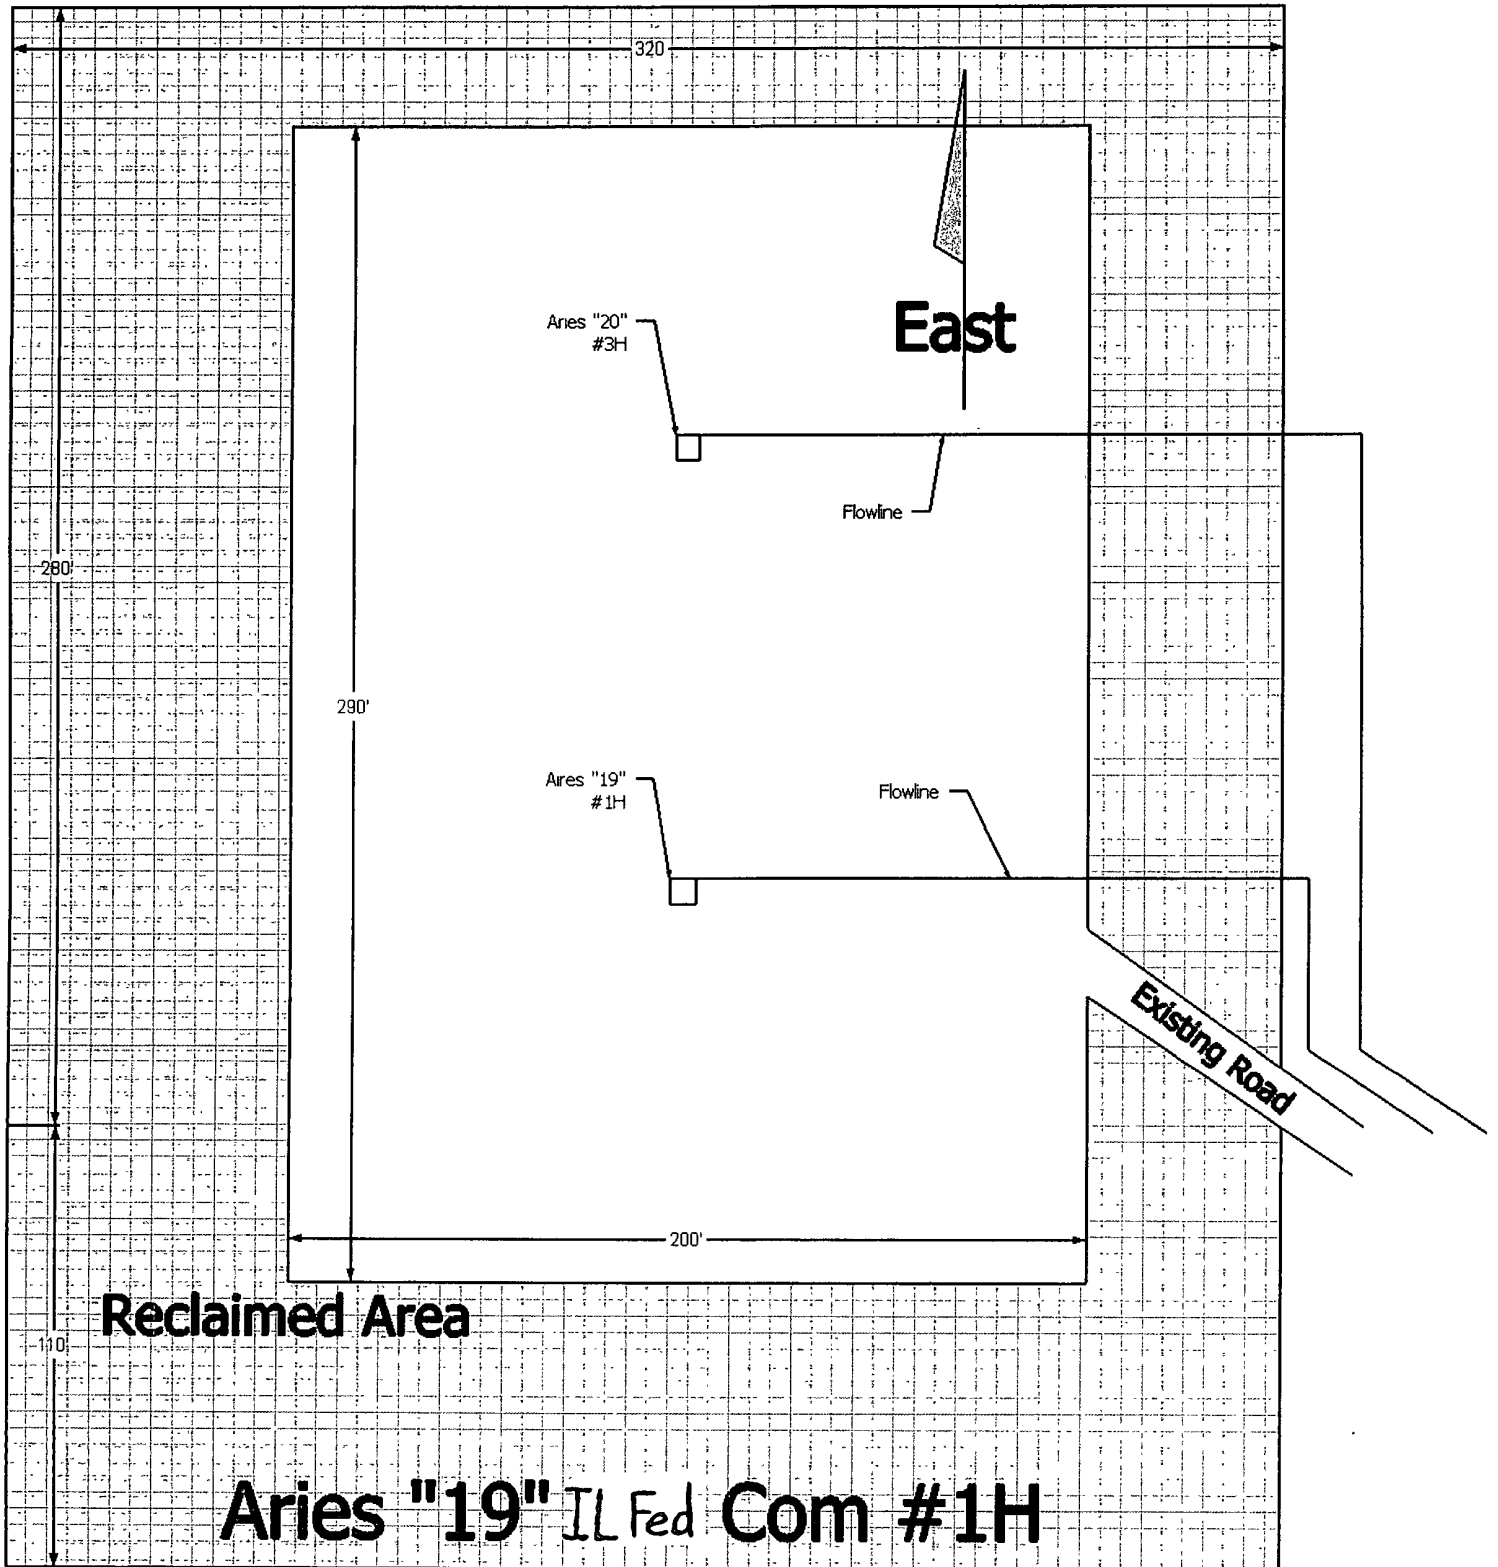 320
Aries "20"
#3H
East
Flowline
280'
290'
Aires "19"
#1H
Flowline
Existing Road
200'
Reclaimed Area
110
Aries "19" IL Fed Com #1H